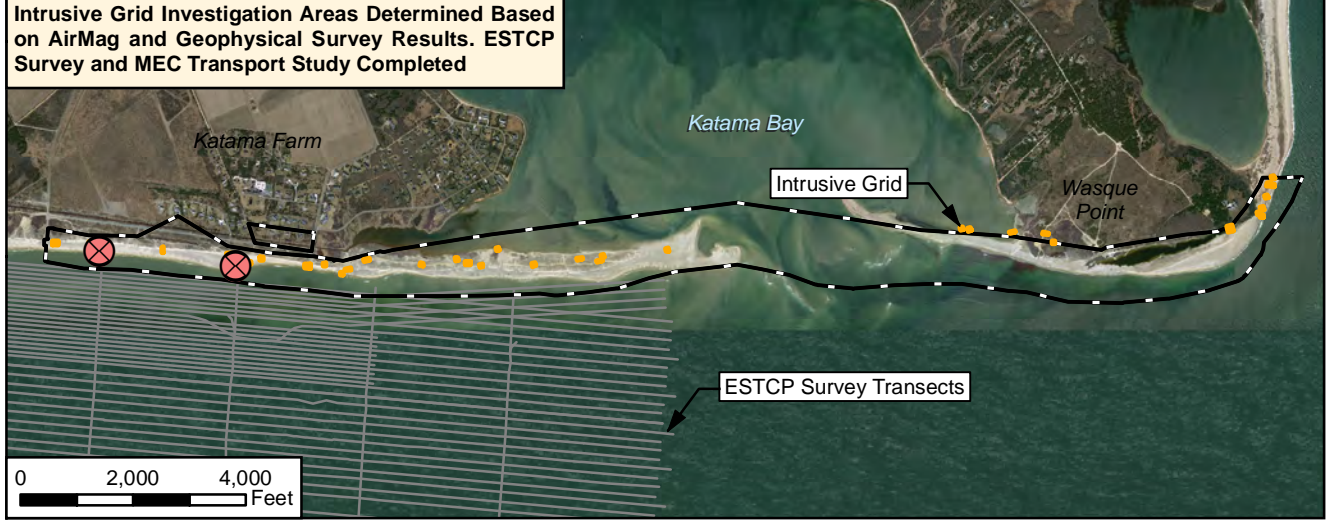 Intrusive Grid Investigation Areas Determined Based
on AirMag and Geophysical Survey Results. ESTCP
Survey and MEC Transport Study Completed
Katama Farm
Katama Bay
Intrusive Grid
Wasque
Point
ESTCP Survey Transects
0 2,000 4,000
Feet